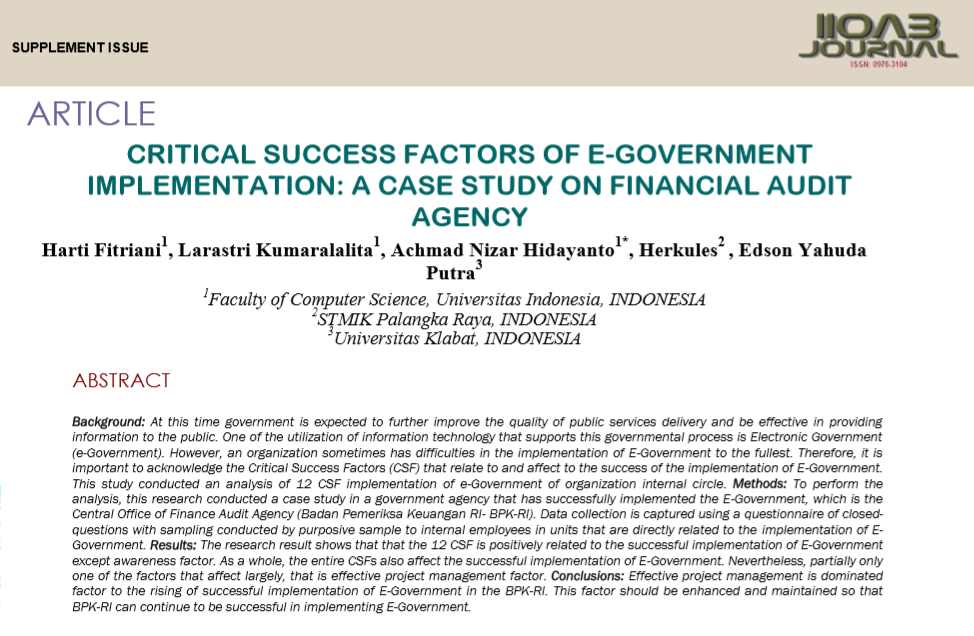 SUPPLEMENT ISSUE
IIOAB
JOURNAL
ISSN: 0976-3104
ARTICLE
CRITICAL SUCCESS FACTORS OF E-GOVERNMENT
IMPLEMENTATION: A CASE STUDY ON FINANCIAL AUDIT
AGENCY
Harti Fitriani1, Larastri Kumaralalita1, Achmad Nizar Hidayanto1*, Herkules2 , Edson Yahuda
Putra3
1Faculty of Computer Science, Universitas Indonesia, INDONESIA
2STMIK Palangka Raya, INDONESIA
3Universitas Klabat, INDONESIA
ABSTRACT
Background: At this time government is expected to further improve the quality of public services delivery and be effective in providing
information to the public. One of the utilization of information technology that supports this governmental process is Electronic Government
(e-Government). However, an organization sometimes has difficulties in the implementation of E-Government to the fullest. Therefore, it is
important to acknowledge the Critical Success Factors (CSF) that relate to and affect to the success of the implementation of E-Government.
This study conducted an analysis of 12 CSF implementation of e-Government of organization internal circle. Methods: To perform the
analysis, this research conducted a case study in a government agency that has successfully implemented the E-Government, which is the
Central Office of Finance Audit Agency (Badan Pemeriksa Keuangan RI- BPK-RI). Data collection is captured using a questionnaire of closed-
questions with sampling conducted by purposive sample to internal employees in units that are directly related to the implementation of E-
Government. Results: The research result shows that that the 12 CSF is positively related to the successful implementation of E-Government
except awareness factor. As a whole, the entire CSFs also affect the successful implementation of E-Government. Nevertheless, partially only
one of the factors that affect largely, that is effective project management factor. Conclusions: Effective project management is dominated
factor to the rising of successful implementation of E-Government in the BPK-RI. This factor should be enhanced and maintained so that
BPK-RI can continue to be successful in implementing E-Government.